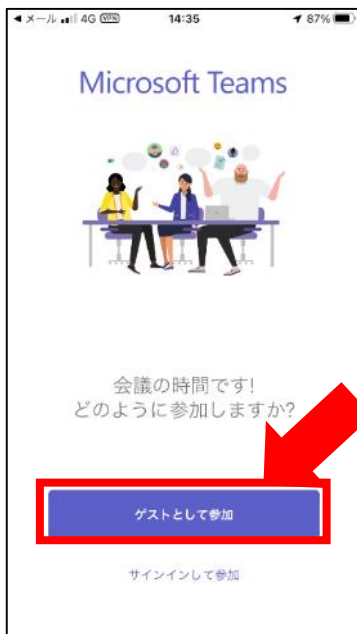 ◀ メール 4G VPN 14:35 87%
Microsoft Teams
会議の時間です!
どのように参加しますか?
ゲストとして参加
サインインして参加